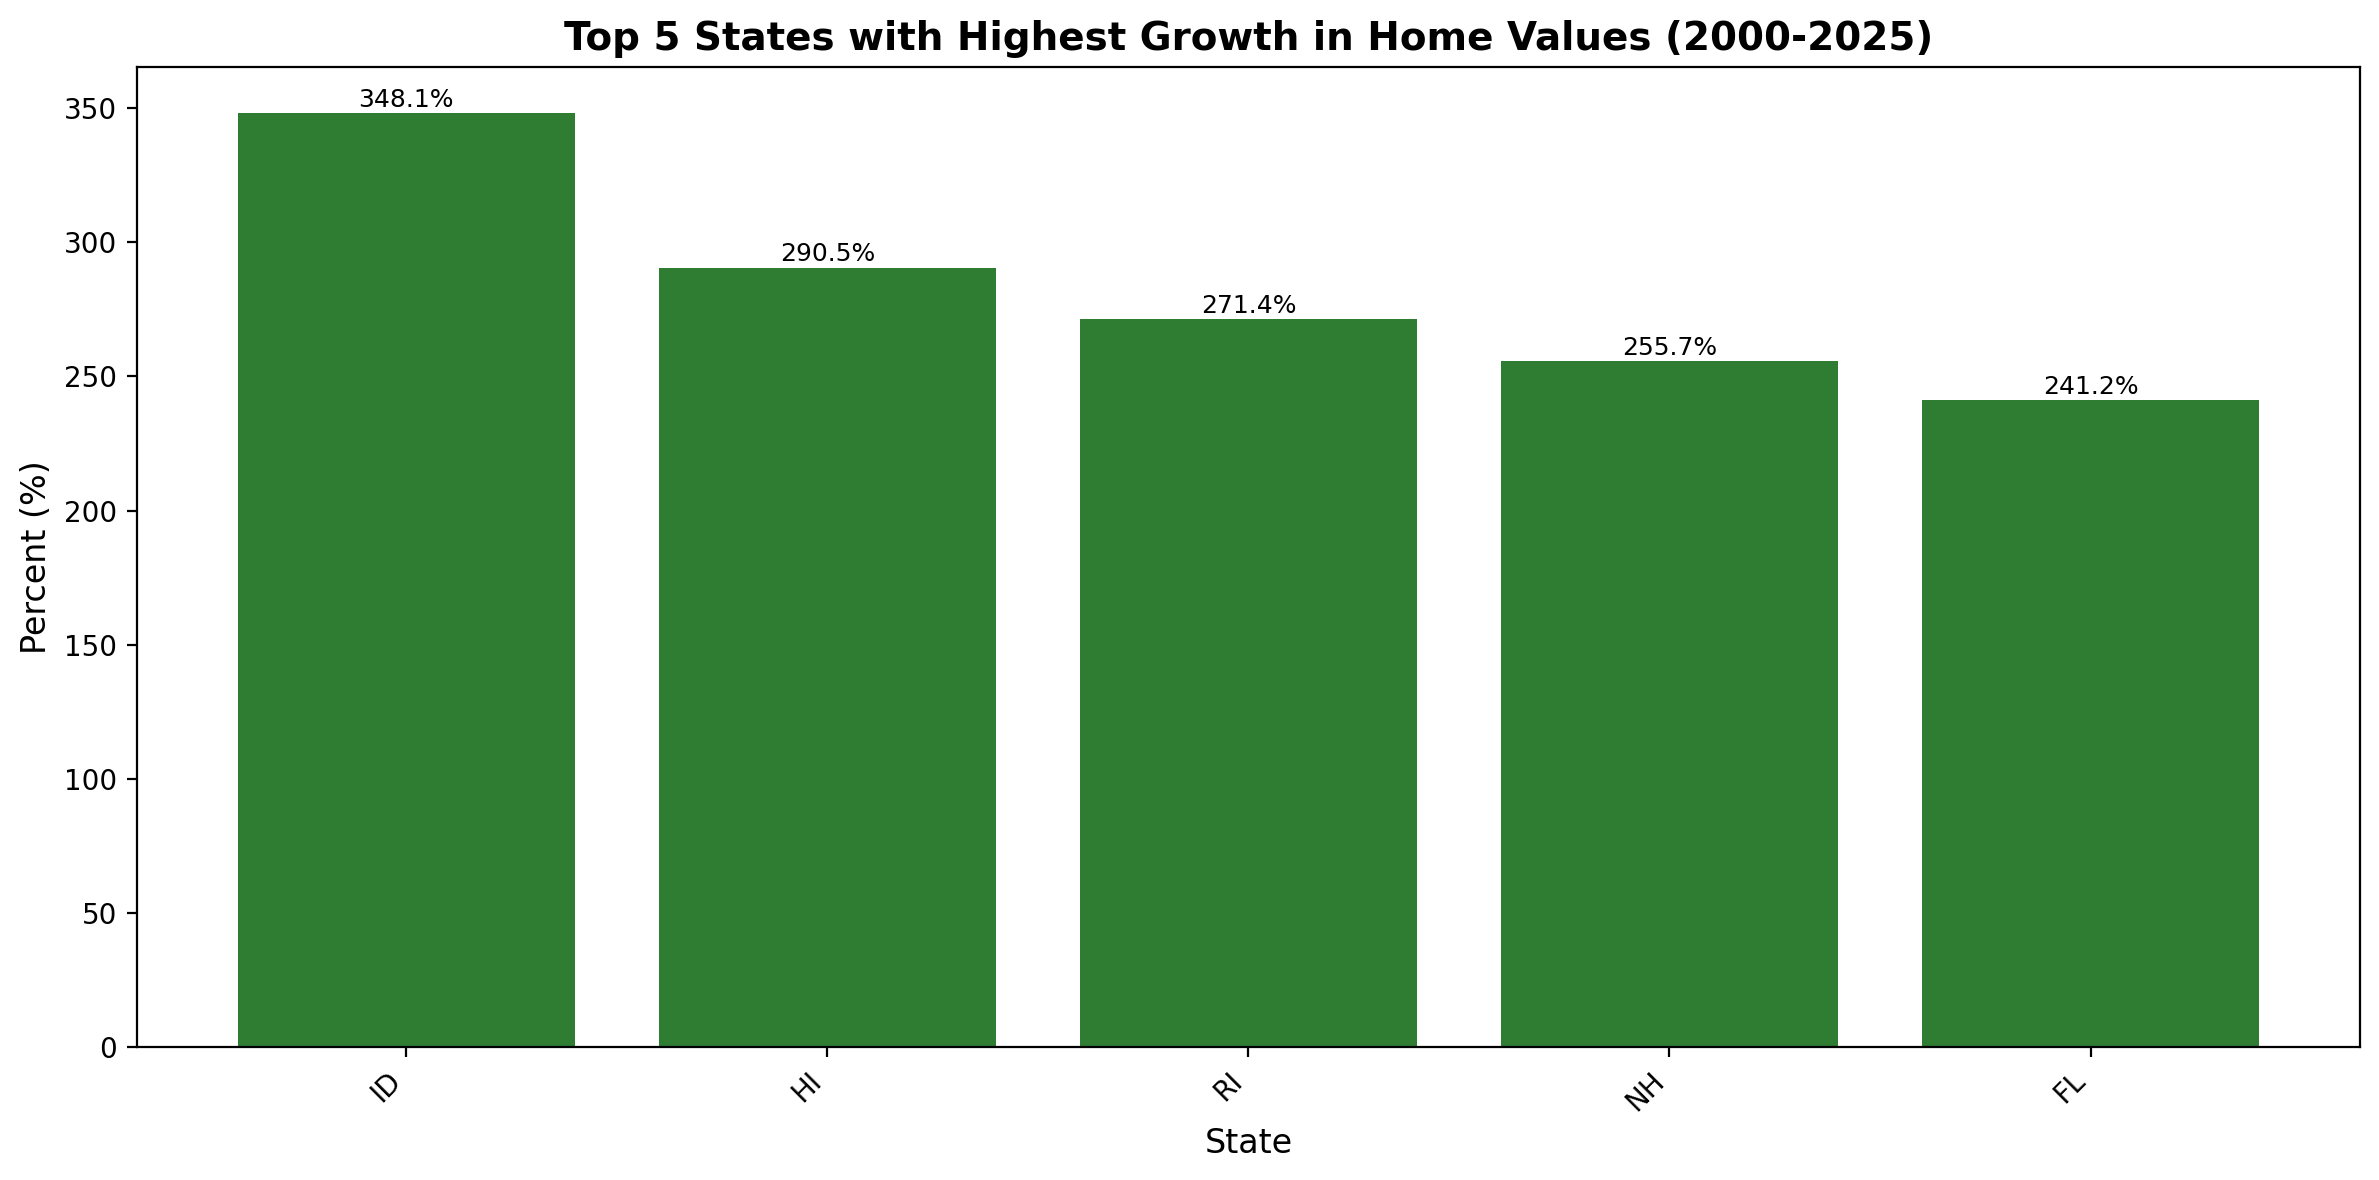 Top 5 States with Highest Growth in Home Values (2000-2025)
Percent (%)
350
300
250
200
150
100
50
0
348.1%
290.5%
271.4%
255.7%
241.2%
ID
HI
RI
NH
FL
State